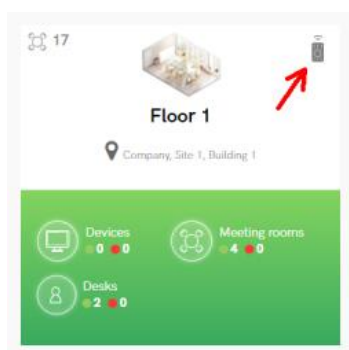 17
Floor 1
Company, Site 1, Building 1
Devices
0 0
Meeting rooms
4 0
Desks
2 0